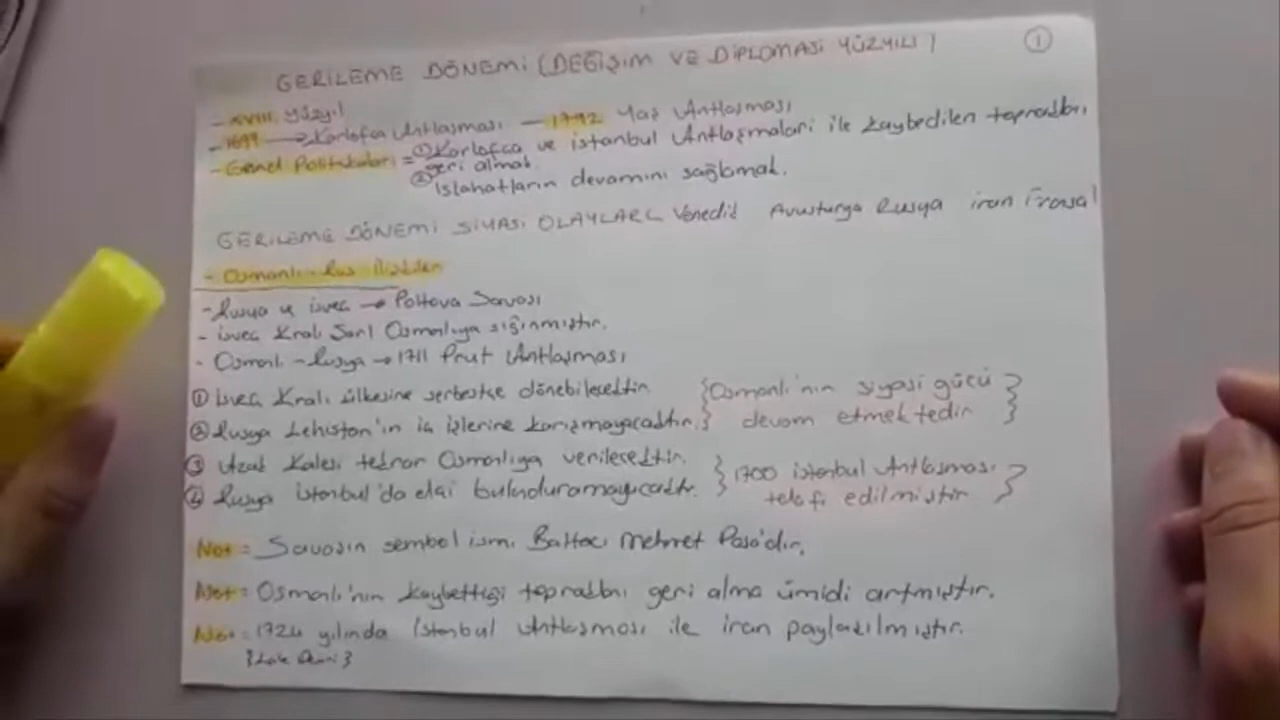 GERİLEME DÖNEMİ (DEĞİŞİM VE DİPLOMASİ YÜZYILI) ①
- XVIII. Yüzyıl
- 1699 → Karlofça Antlaşması - 1792 Yaş Antlaşması
- Genel Politikaları = ① Karlofça ve İstanbul Antlaşmaları ile kaybedilen toprakları geri almak.
② Islahatların devamını sağlamak.
GERİLEME DÖNEMİ SİYASİ OLAYLARI Venedik Avusturya Rusya İran Fransa
- Osmanlı - Rus İlişkileri
- Rusya ve İsveç → Poltova Savaşı
- İsveç Kralı Şarl Osmanlıya sığınmıştır.
- Osmanlı - Rusya → 1711 Prut Antlaşması
① İsveç Kralı ülkesine serbestçe dönebilecektir } Osmanlı'nın siyasi gücü }
② Rusya Lehistan'ın iç işlerine karışmayacaktır. } devam etmektedir }
③ Azak Kalesi tekrar Osmanlıya verilecektir. } 1700 İstanbul Antlaşması }
④ Rusya İstanbul'da elçi bulunduramayacaktır. } telafi edilmiştir }
Not = Savaşın sembol ismi Baltacı Mehmet Paşa'dır.
Not = Osmanlı'nın kaybettiği toprakları geri alma ümidi artmıştır.
Not = 1724 yılında İstanbul Antlaşması ile İran paylaşılmıştır.
{ Lale Devri }